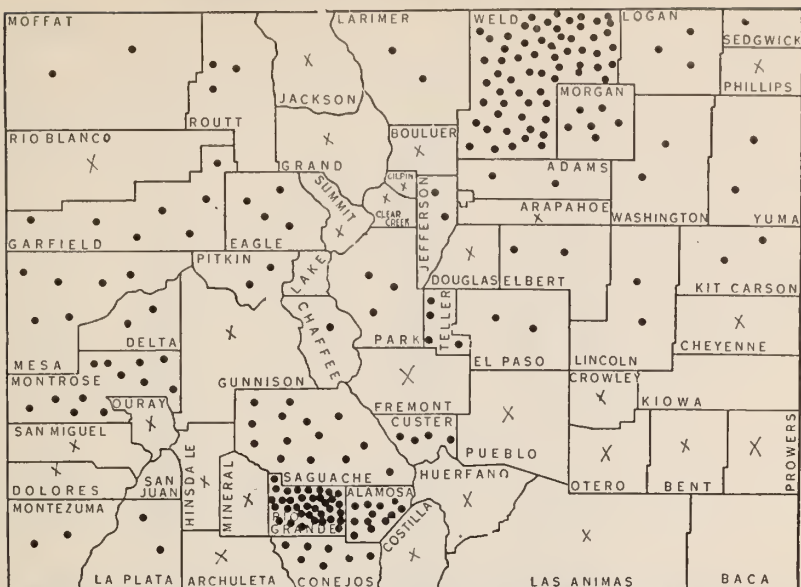 MOFFAT
LARIMER
WELD
LOGAN
SEDGWICK
PHILLIPS
JACKSON
MORGAN
ROUTT
RIO BLANCO
BOULUER
GRAND
GILPIN
ADAMS
SUMMIT
CLEAR
CREEK
JEFFERSON
ARAPAHOE
WASHINGTON
YUMA
GARFIELD
EAGLE
PITKIN
LAKE
DOUGLAS
ELBERT
KIT CARSON
TELLER
CHAFFEE
DELTA
PARK
MESA
EL PASO
LINCOLN
CHEYENNE
MONTROSE
GUNNISON
CROWLEY
OURAY
FREMONT
KIOWA
SAN MIGUEL
CUSTER
PUEBLO
PROWERS
HINSDALE
SAGUACHE
HUERFANO
OTERO
BENT
DOLORES
SAN
JUAN
MINERAL
ALAMOSA
MONTEZUMA
RIO
GRANDE
COSTILLA
LA PLATA
ARCHULETA
CONEJOS
LAS ANIMAS
BACA